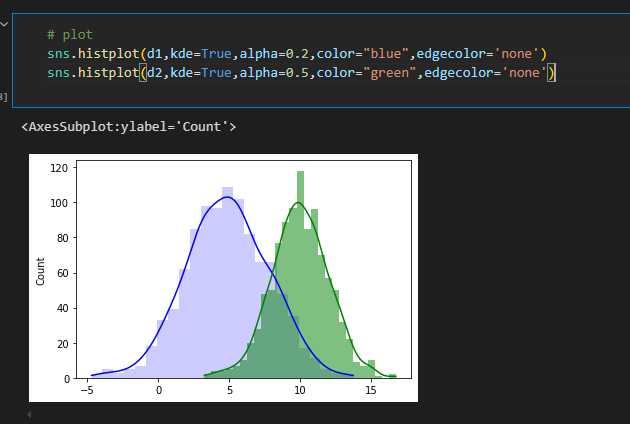 # plot
sns.histplot(d1,kde=True,alpha=0.2,color="blue",edgecolor='none')
sns.histplot(d2,kde=True,alpha=0.5,color="green",edgecolor='none')
3]
<AxesSubplot:ylabel='Count'>
120
100
80
60
40
20
0
Count
−5
0
5
10
15